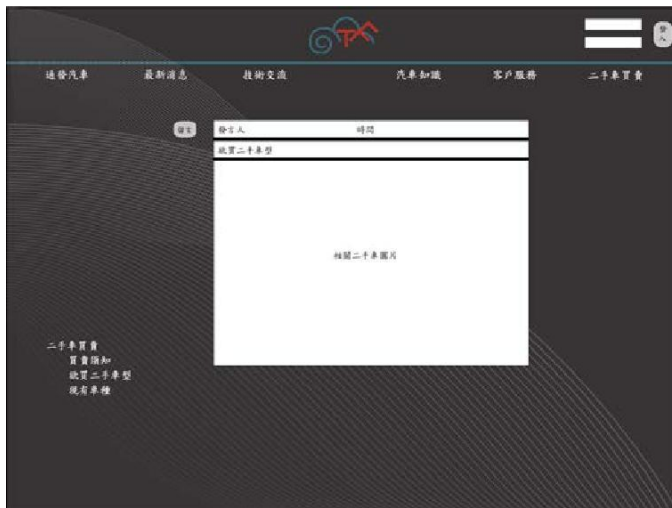 登入
通發汽車 最新消息 技術交流 汽車知識 客戶服務 二手車買賣
發言
發言人 時間
欲買二手車型
相關二手車圖片
二手車買賣
買賣須知
欲買二手車型
現有車種